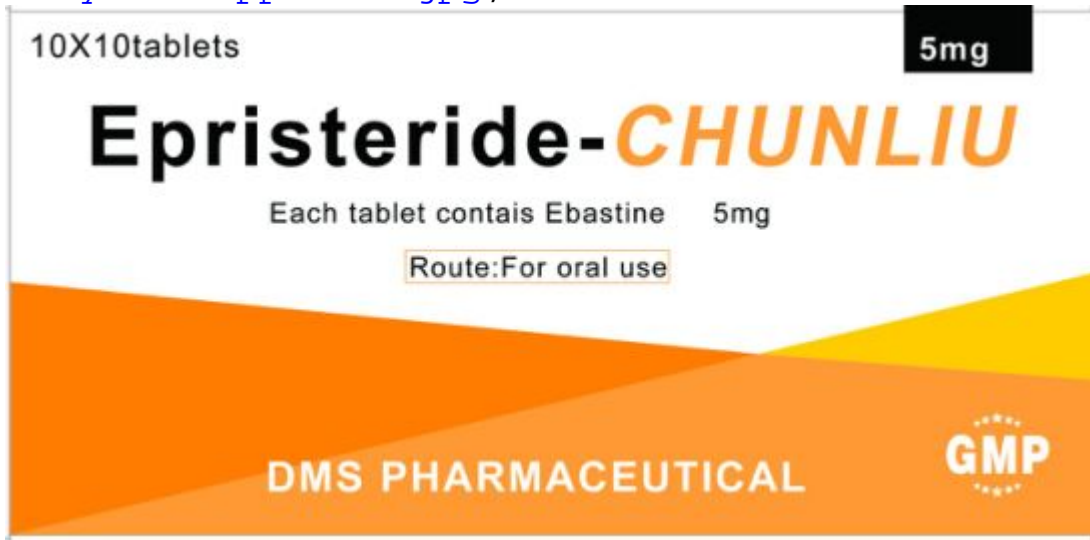 10X10tablets
5mg
Epristeride-CHUNLIU
Each tablet contais Ebastine 5mg
Route:For oral use
GMP
DMS PHARMACEUTICAL